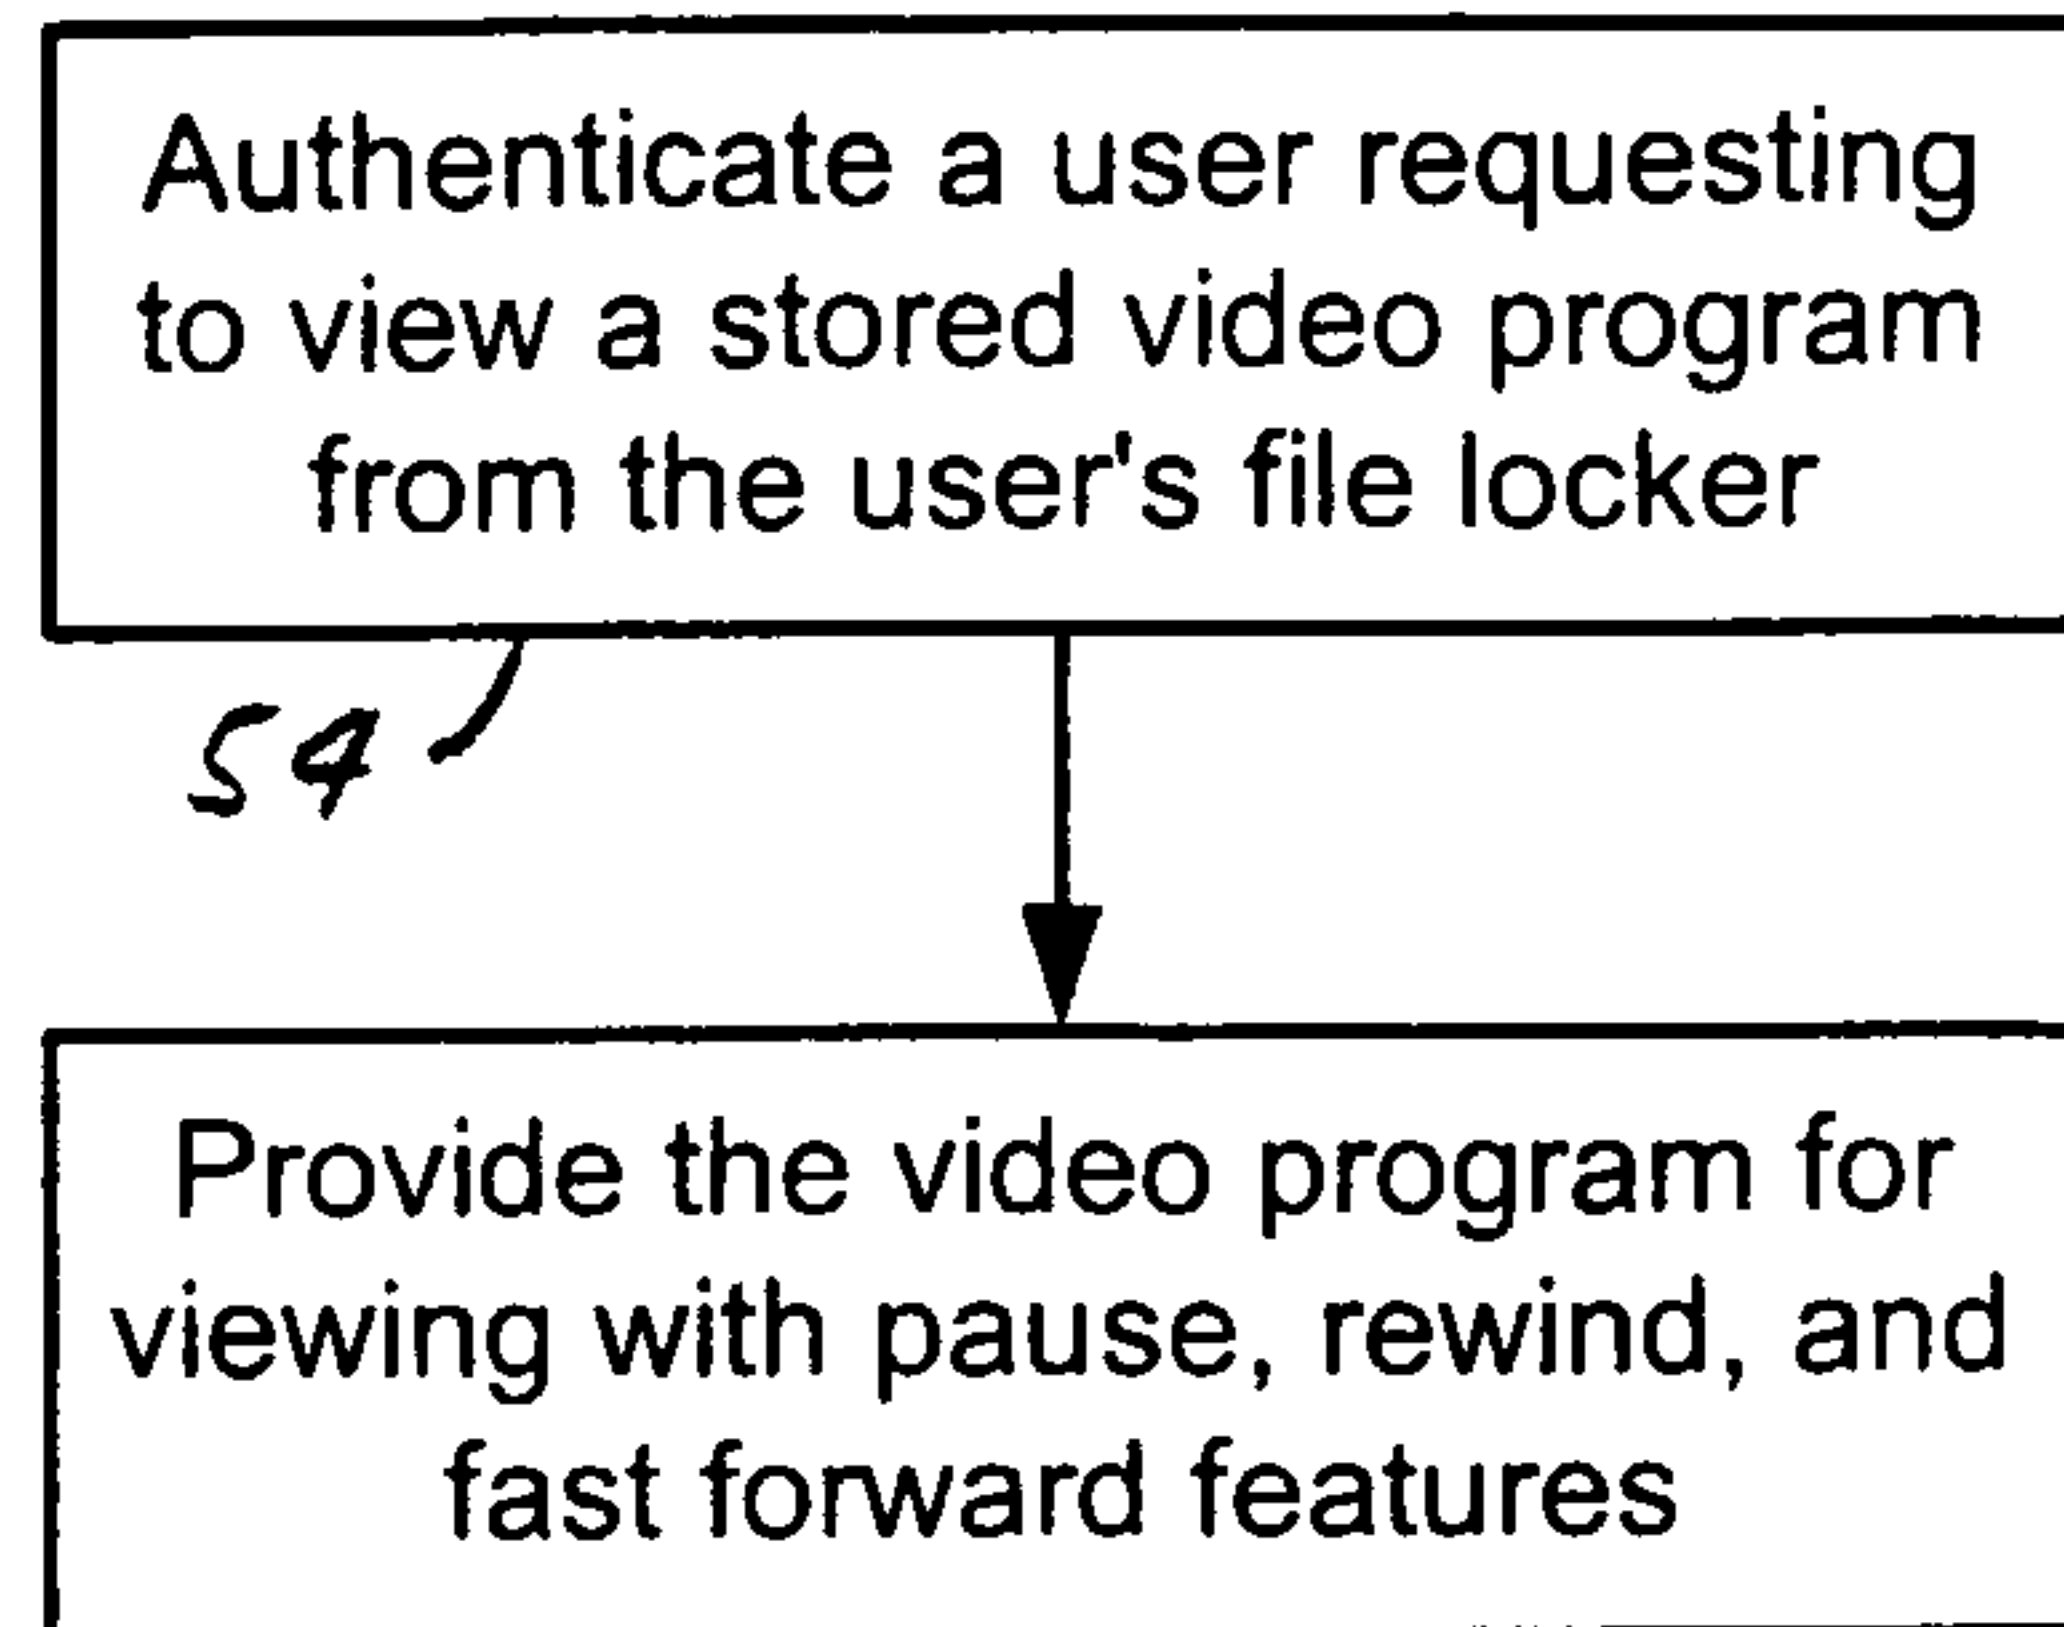 Authenticate a user requesting
to view a stored video program
from the user's file locker
54
Provide the video program for
viewing with pause, rewind, and
fast forward features